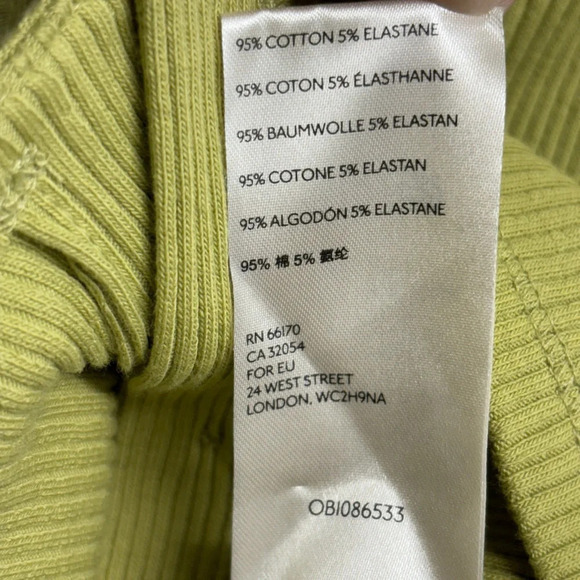 95% COTTON 5% ELASTANE
95% COTON 5% ÉLASTHANNE
95% BAUMWOLLE 5% ELASTAN
95% COTONE 5% ELASTAN
95% ALGODÓN 5% ELASTANE
95% 棉 5% 氨纶
RN 66170
CA 32054
FOR EU
24 WEST STREET
LONDON, WC2H9NA
OB1086533